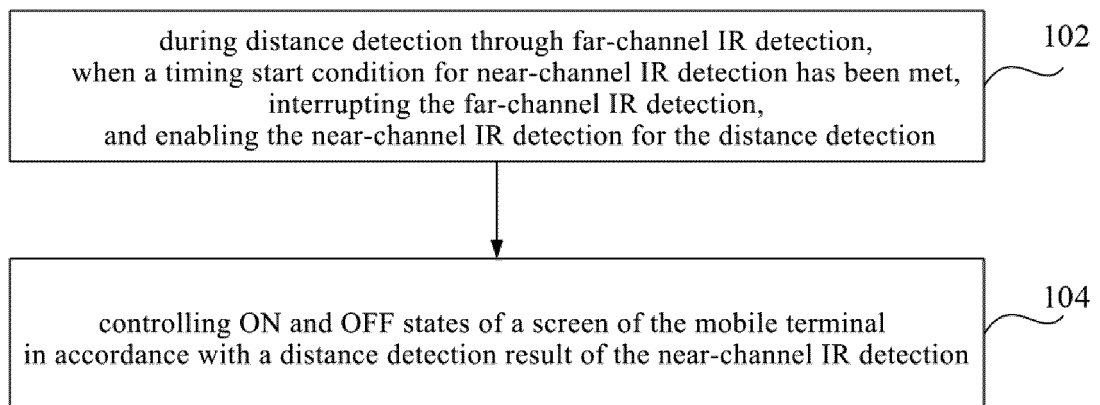 during distance detection through far-channel IR detection,
when a timing start condition for near-channel IR detection has been met,
interrupting the far-channel IR detection,
and enabling the near-channel IR detection for the distance detection
102
controlling ON and OFF states of a screen of the mobile terminal
in accordance with a distance detection result of the near-channel IR detection
104